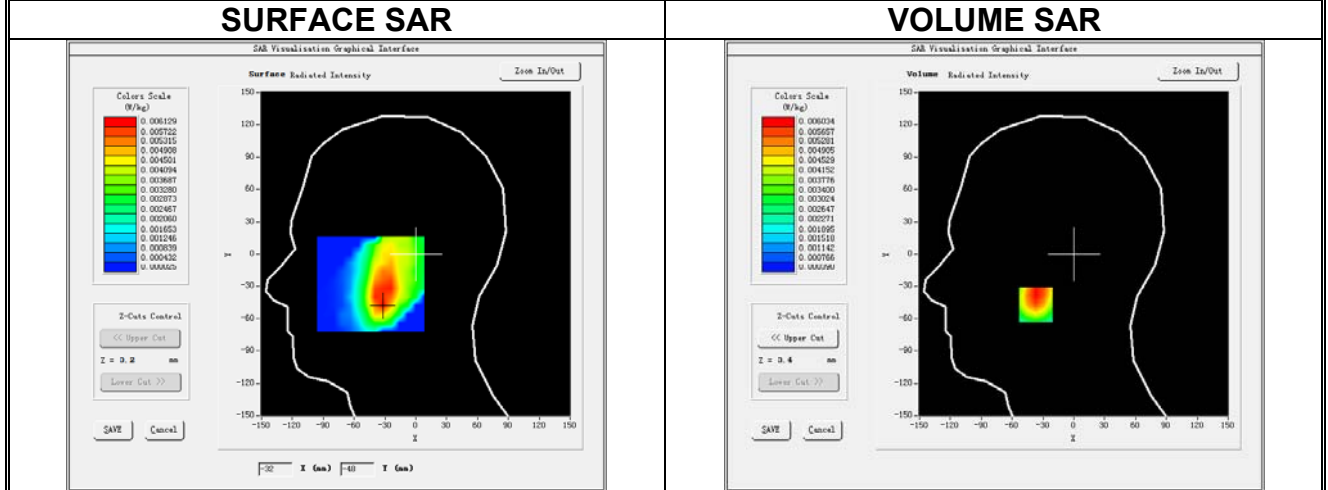 SURFACE SAR
SAR Visualisation Graphical Interface
Surface Radiated Intensity
Zoom In/Out
Colors Scale
(W/kg)
0.006129
0.005722
0.005315
0.004908
0.004501
0.004094
0.003687
0.003280
0.002873
0.002467
0.002060
0.001653
0.001246
0.000839
0.000432
0.000025
Z-Cuts Control
<< Upper Cut
Z = 3.2 mm
Lower Cut >>
SAVE Cancel
150
120
90
60
30
Y 0
-30
-60
-90
-120
-150
-150 -120 -90 -60 -30 0 30 60 90 120 150
X
-32 X (mm) -48 Y (mm)
VOLUME SAR
SAR Visualisation Graphical Interface
Volume Radiated Intensity
Zoom In/Out
Colors Scale
(W/kg)
0.006034
0.005657
0.005281
0.004905
0.004529
0.004152
0.003776
0.003400
0.003024
0.002647
0.002271
0.001895
0.001518
0.001142
0.000766
0.000390
Z-Cuts Control
<< Upper Cut
Z = 3.4 mm
Lower Cut >>
SAVE Cancel
150
120
90
60
30
Y 0
-30
-60
-90
-120
-150
-150 -120 -90 -60 -30 0 30 60 90 120 150
X